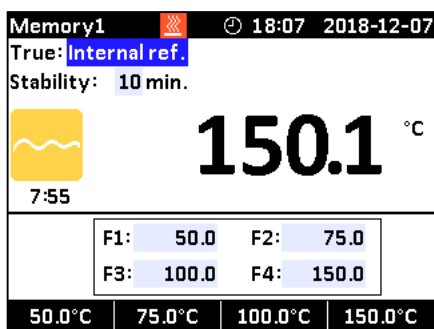 Memory1 18:07 2018-12-07
True: Internal ref.
Stability: 10 min.
150.1 °C
7:55
F1: 50.0 F2: 75.0
F3: 100.0 F4: 150.0
50.0°C 75.0°C 100.0°C 150.0°C